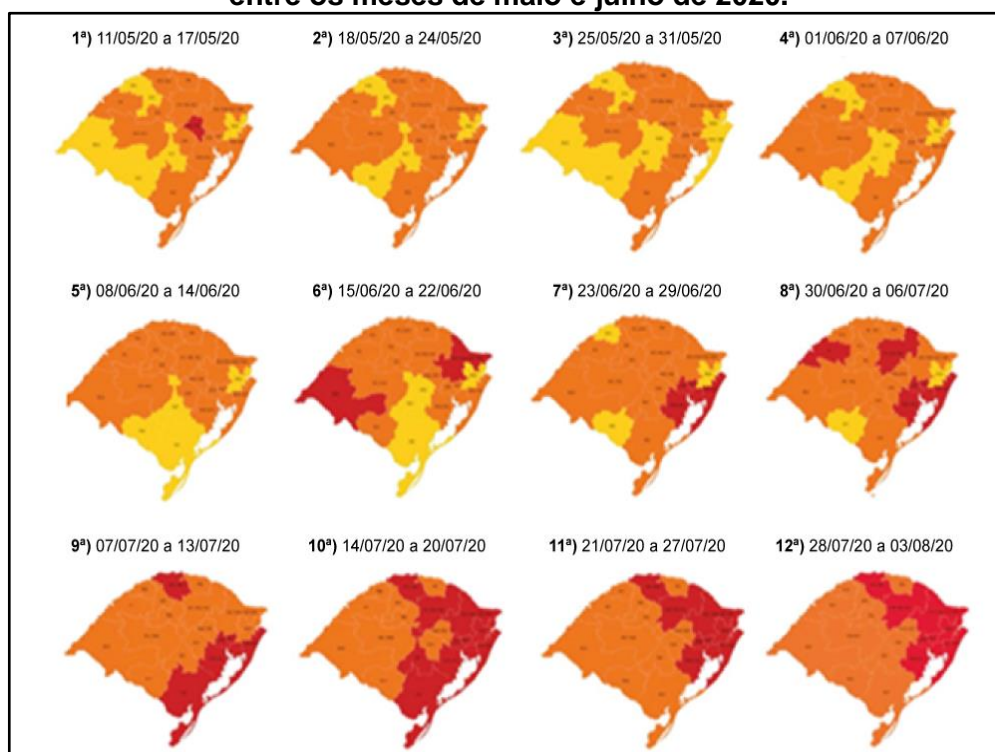 entre os meses de maio e julho de 2020.
1ª) 11/05/20 a 17/05/20
2ª) 18/05/20 a 24/05/20
3ª) 25/05/20 a 31/05/20
4ª) 01/06/20 a 07/06/20
5ª) 08/06/20 a 14/06/20
6ª) 15/06/20 a 22/06/20
7ª) 23/06/20 a 29/06/20
8ª) 30/06/20 a 06/07/20
9ª) 07/07/20 a 13/07/20
10ª) 14/07/20 a 20/07/20
11ª) 21/07/20 a 27/07/20
12ª) 28/07/20 a 03/08/20